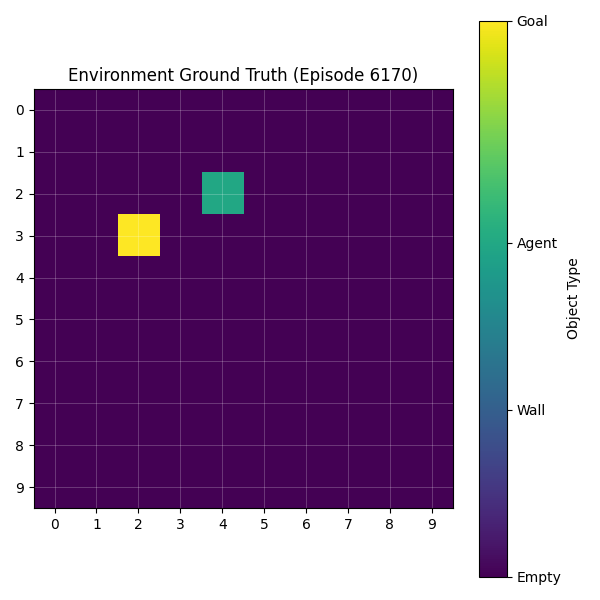 Environment Ground Truth (Episode 6170)
Goal
Agent
Wall
Empty
Object Type
0
1
2
3
4
5
6
7
8
9
0 1 2 3 4 5 6 7 8 9